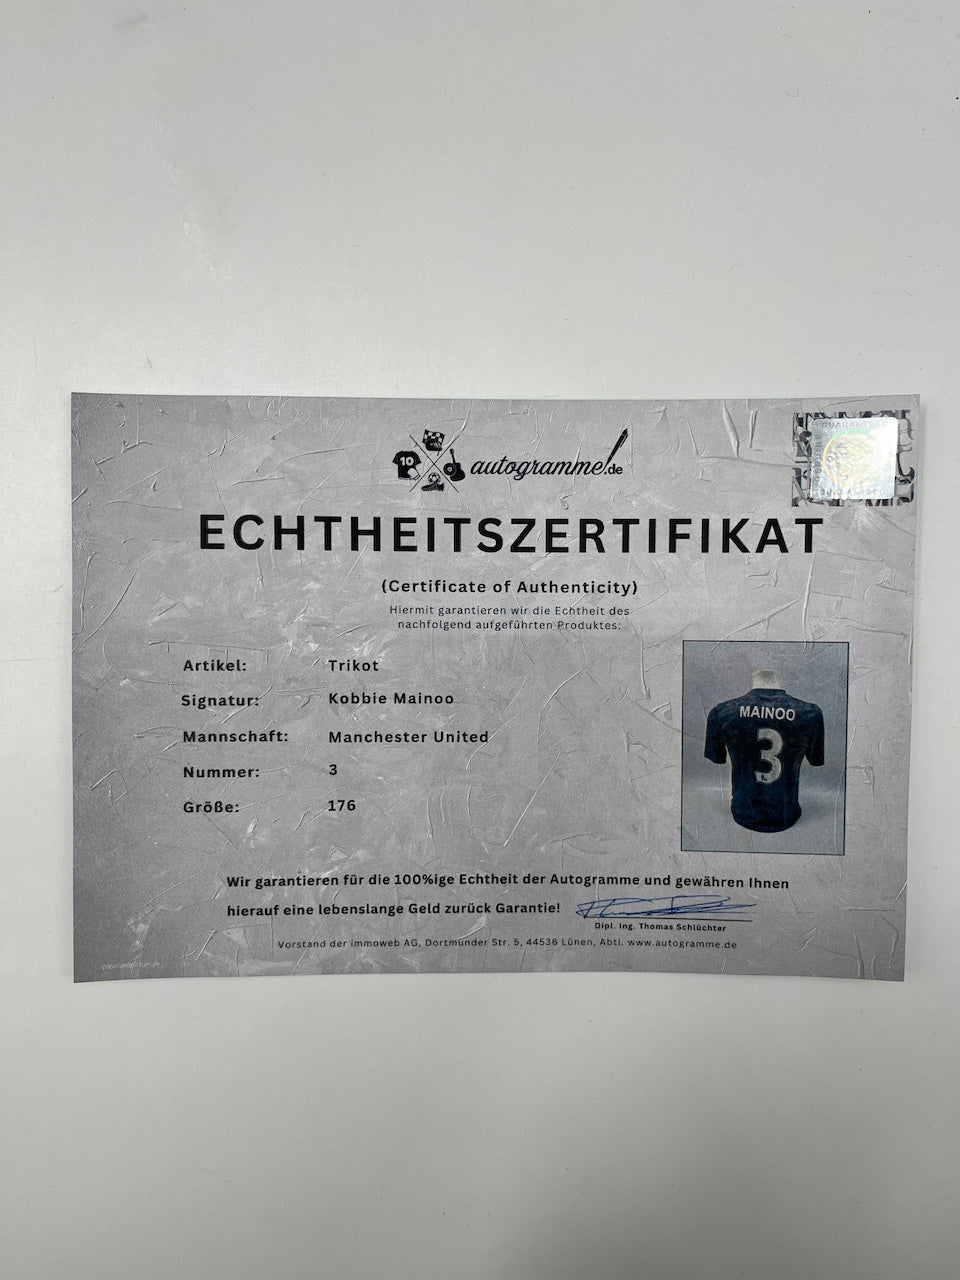 10
autogramme.de
GUARANTEED
ECHTHEITSZERTIFIKAT
(Certificate of Authenticity)
Hiermit garantieren wir die Echtheit des
nachfolgend aufgeführten Produktes:
Artikel: Trikot
Signatur: Kobbie Mainoo
Mannschaft: Manchester United
Nummer: 3
Größe: 176
MAINOO
3
Wir garantieren für die 100%ige Echtheit der Autogramme und gewähren Ihnen
hierauf eine lebenslange Geld zurück Garantie!
Dipl. Ing. Thomas Schlüchter
Vorstand der immoweb AG, Dortmunder Str. 5, 44536 Lünen, Abtl. www.autogramme.de